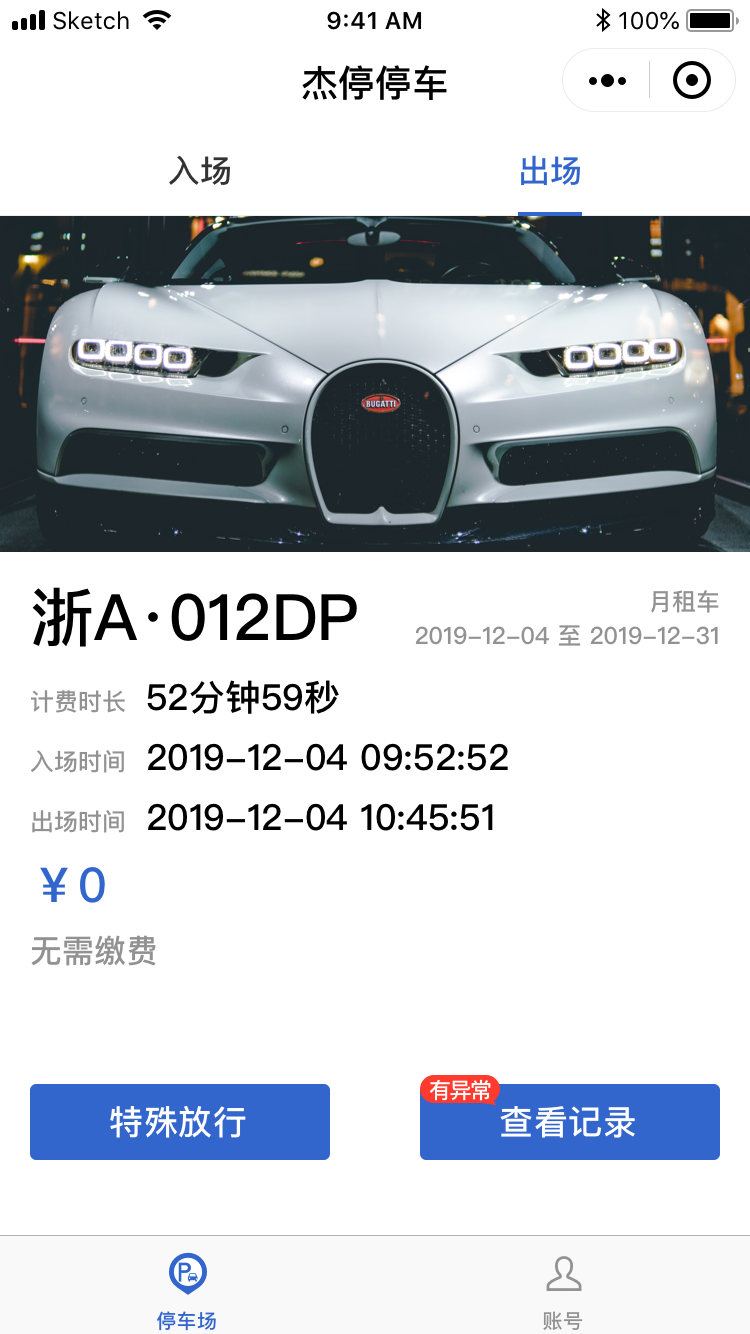 Sketch 9:41 AM 100%
杰停停车
入场 出场
BUGATTI
浙A·012DP
月租车
2019-12-04 至 2019-12-31
计费时长 52分钟59秒
入场时间 2019-12-04 09:52:52
出场时间 2019-12-04 10:45:51
¥ 0
无需缴费
有异常
特殊放行 查看记录
P
停车场 账号